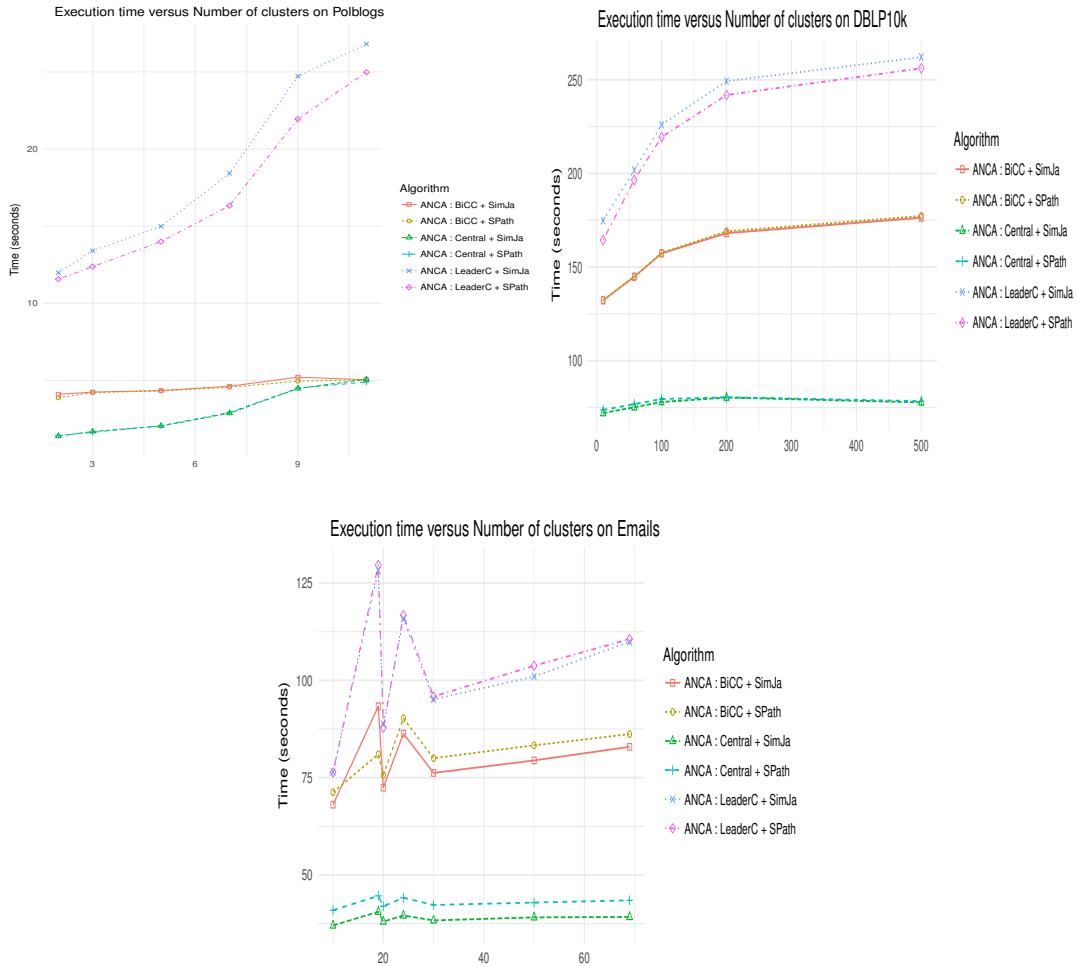 Execution time versus Number of clusters on Polblogs
Time (seconds)
20
10
3
6
9
Algorithm
ANCA : BiCC + SimJa
ANCA : BiCC + SPath
ANCA : Central + SimJa
ANCA : Central + SPath
ANCA : LeaderC + SimJa
ANCA : LeaderC + SPath
Execution time versus Number of clusters on DBLP10k
Time (seconds)
250
200
150
100
0
100
200
300
400
500
Algorithm
ANCA : BiCC + SimJa
ANCA : BiCC + SPath
ANCA : Central + SimJa
ANCA : Central + SPath
ANCA : LeaderC + SimJa
ANCA : LeaderC + SPath
Execution time versus Number of clusters on Emails
Time (seconds)
125
100
75
50
20
40
60
Algorithm
ANCA : BiCC + SimJa
ANCA : BiCC + SPath
ANCA : Central + SimJa
ANCA : Central + SPath
ANCA : LeaderC + SimJa
ANCA : LeaderC + SPath